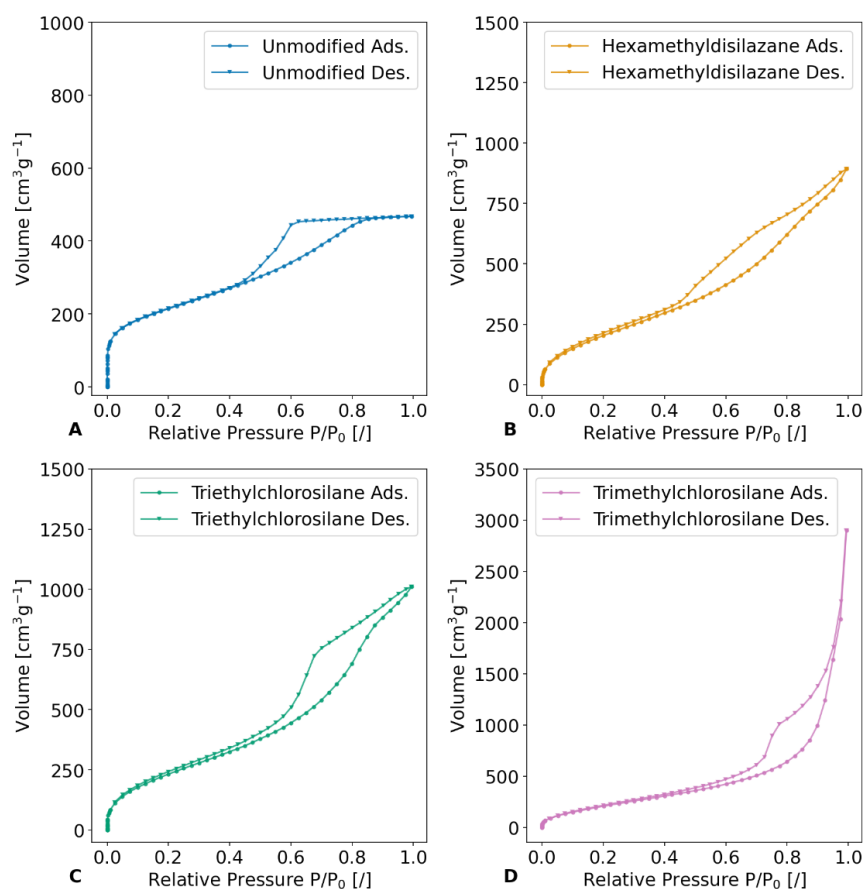 1000
800
600
400
200
0
Volume [cm³g⁻¹]
Unmodified Ads.
Unmodified Des.
0.0 0.2 0.4 0.6 0.8 1.0
A
Relative Pressure P/P₀ [/]
1500
1250
1000
750
500
250
0
Volume [cm³g⁻¹]
Hexamethyldisilazane Ads.
Hexamethyldisilazane Des.
0.0 0.2 0.4 0.6 0.8 1.0
B
Relative Pressure P/P₀ [/]
1500
1250
1000
750
500
250
0
Volume [cm³g⁻¹]
Triethylchlorosilane Ads.
Triethylchlorosilane Des.
0.0 0.2 0.4 0.6 0.8 1.0
C
Relative Pressure P/P₀ [/]
3500
3000
2500
2000
1500
1000
500
0
Volume [cm³g⁻¹]
Trimethylchlorosilane Ads.
Trimethylchlorosilane Des.
0.0 0.2 0.4 0.6 0.8 1.0
D
Relative Pressure P/P₀ [/]